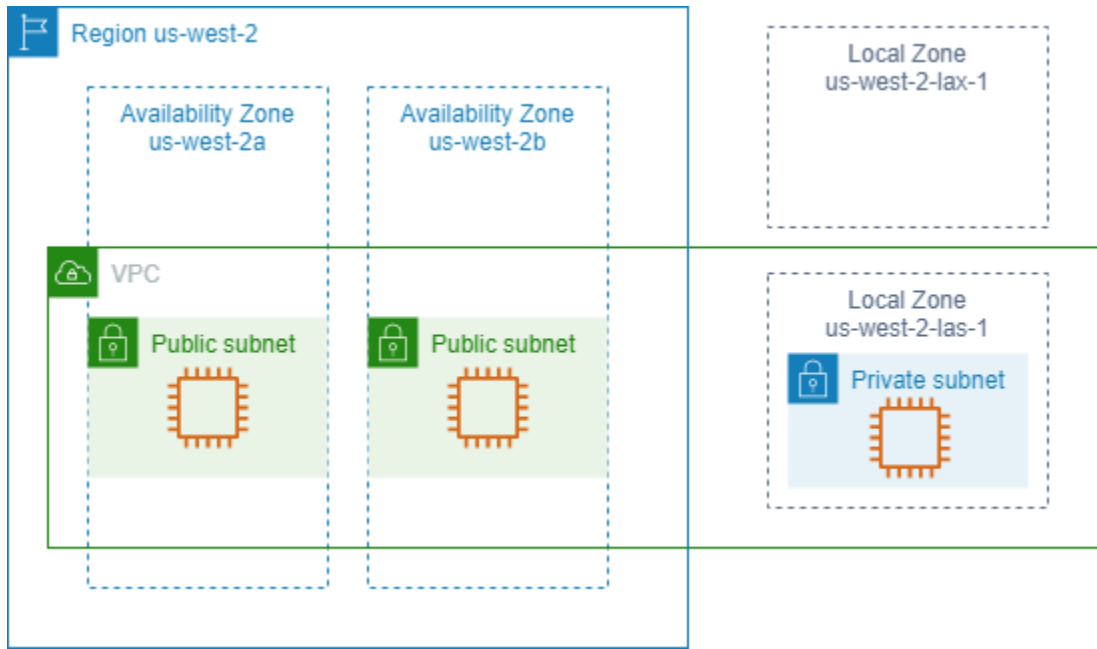 Region us-west-2
Availability Zone
us-west-2a
Availability Zone
us-west-2b
Local Zone
us-west-2-lax-1
VPC
Public subnet
Public subnet
Local Zone
us-west-2-las-1
Private subnet